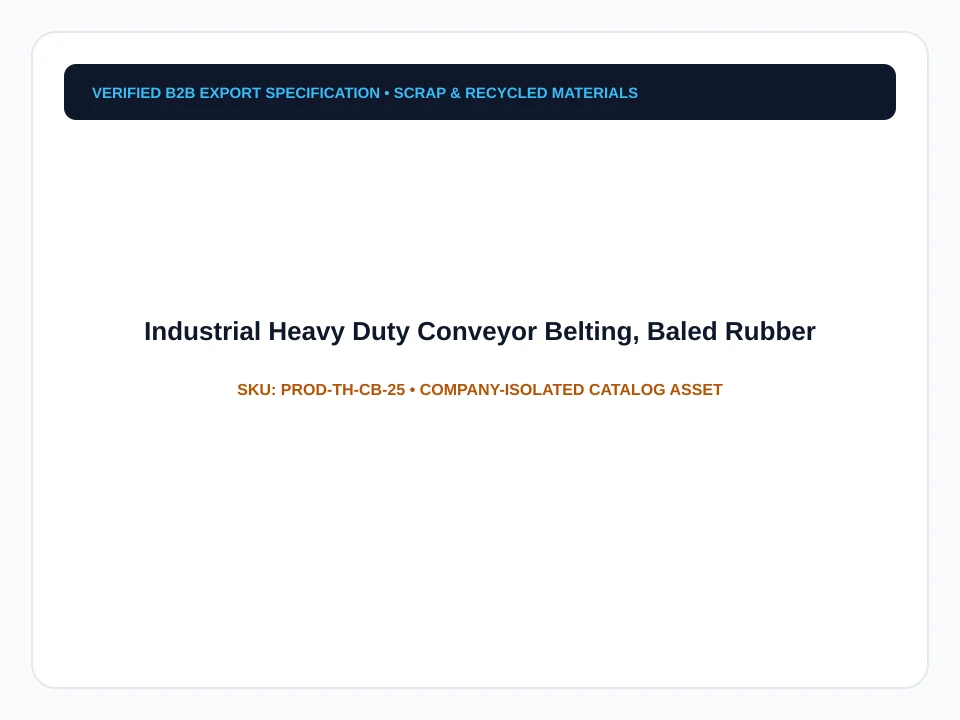 VERIFIED B2B EXPORT SPECIFICATION • SCRAP & RECYCLED MATERIALS
Industrial Heavy Duty Conveyor Belting, Baled Rubber
SKU: PROD-TH-CB-25 • COMPANY-ISOLATED CATALOG ASSET